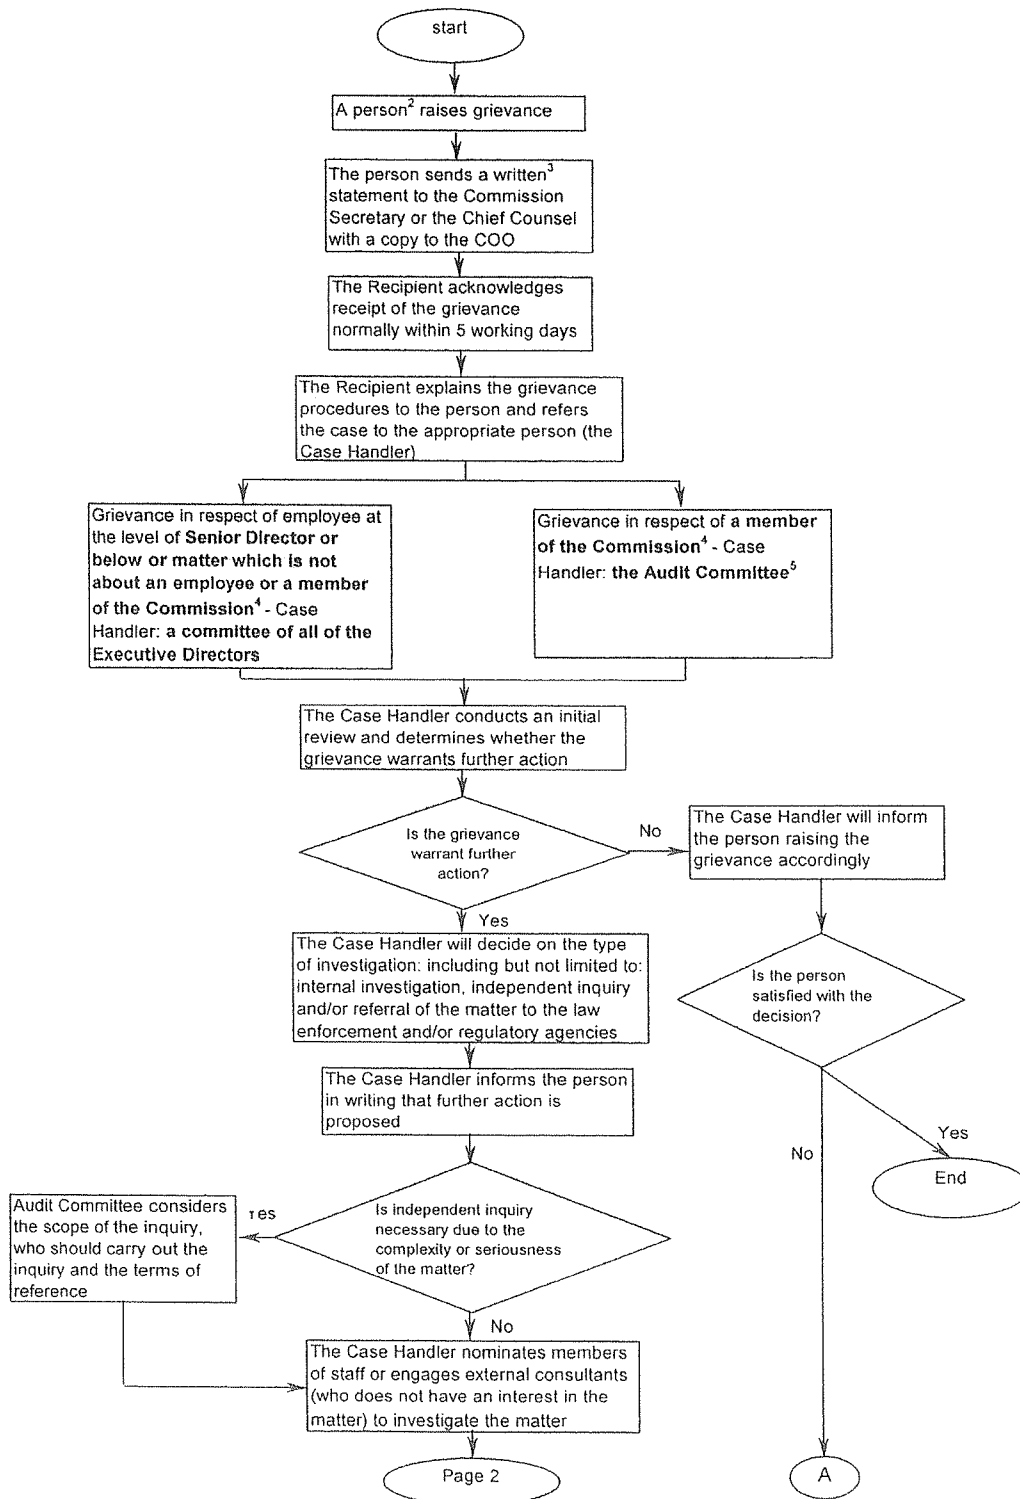 start
A person² raises grievance
The person sends a written³
statement to the Commission
Secretary or the Chief Counsel
with a copy to the COO
The Recipient acknowledges
receipt of the grievance
normally within 5 working days
The Recipient explains the grievance
procedures to the person and refers
the case to the appropriate person (the
Case Handler)
Grievance in respect of employee at
the level of Senior Director or
below or matter which is not
about an employee or a member
of the Commission⁴ - Case
Handler: a committee of all of the
Executive Directors
Grievance in respect of a member
of the Commission⁴ - Case
Handler: the Audit Committee⁵
The Case Handler conducts an initial
review and determines whether the
grievance warrants further action
Is the grievance
warrant further
action?
No
The Case Handler will inform
the person raising the
grievance accordingly
Yes
The Case Handler will decide on the type
of investigation: including but not limited to:
internal investigation, independent inquiry
and/or referral of the matter to the law
enforcement and/or regulatory agencies
Is the person
satisfied with the
decision?
The Case Handler informs the person
in writing that further action is
proposed
No
Yes
End
Is independent inquiry
necessary due to the
complexity or seriousness
of the matter?
Yes
Audit Committee considers
the scope of the inquiry,
who should carry out the
inquiry and the terms of
reference
No
The Case Handler nominates members
of staff or engages external consultants
(who does not have an interest in the
matter) to investigate the matter
Page 2
A